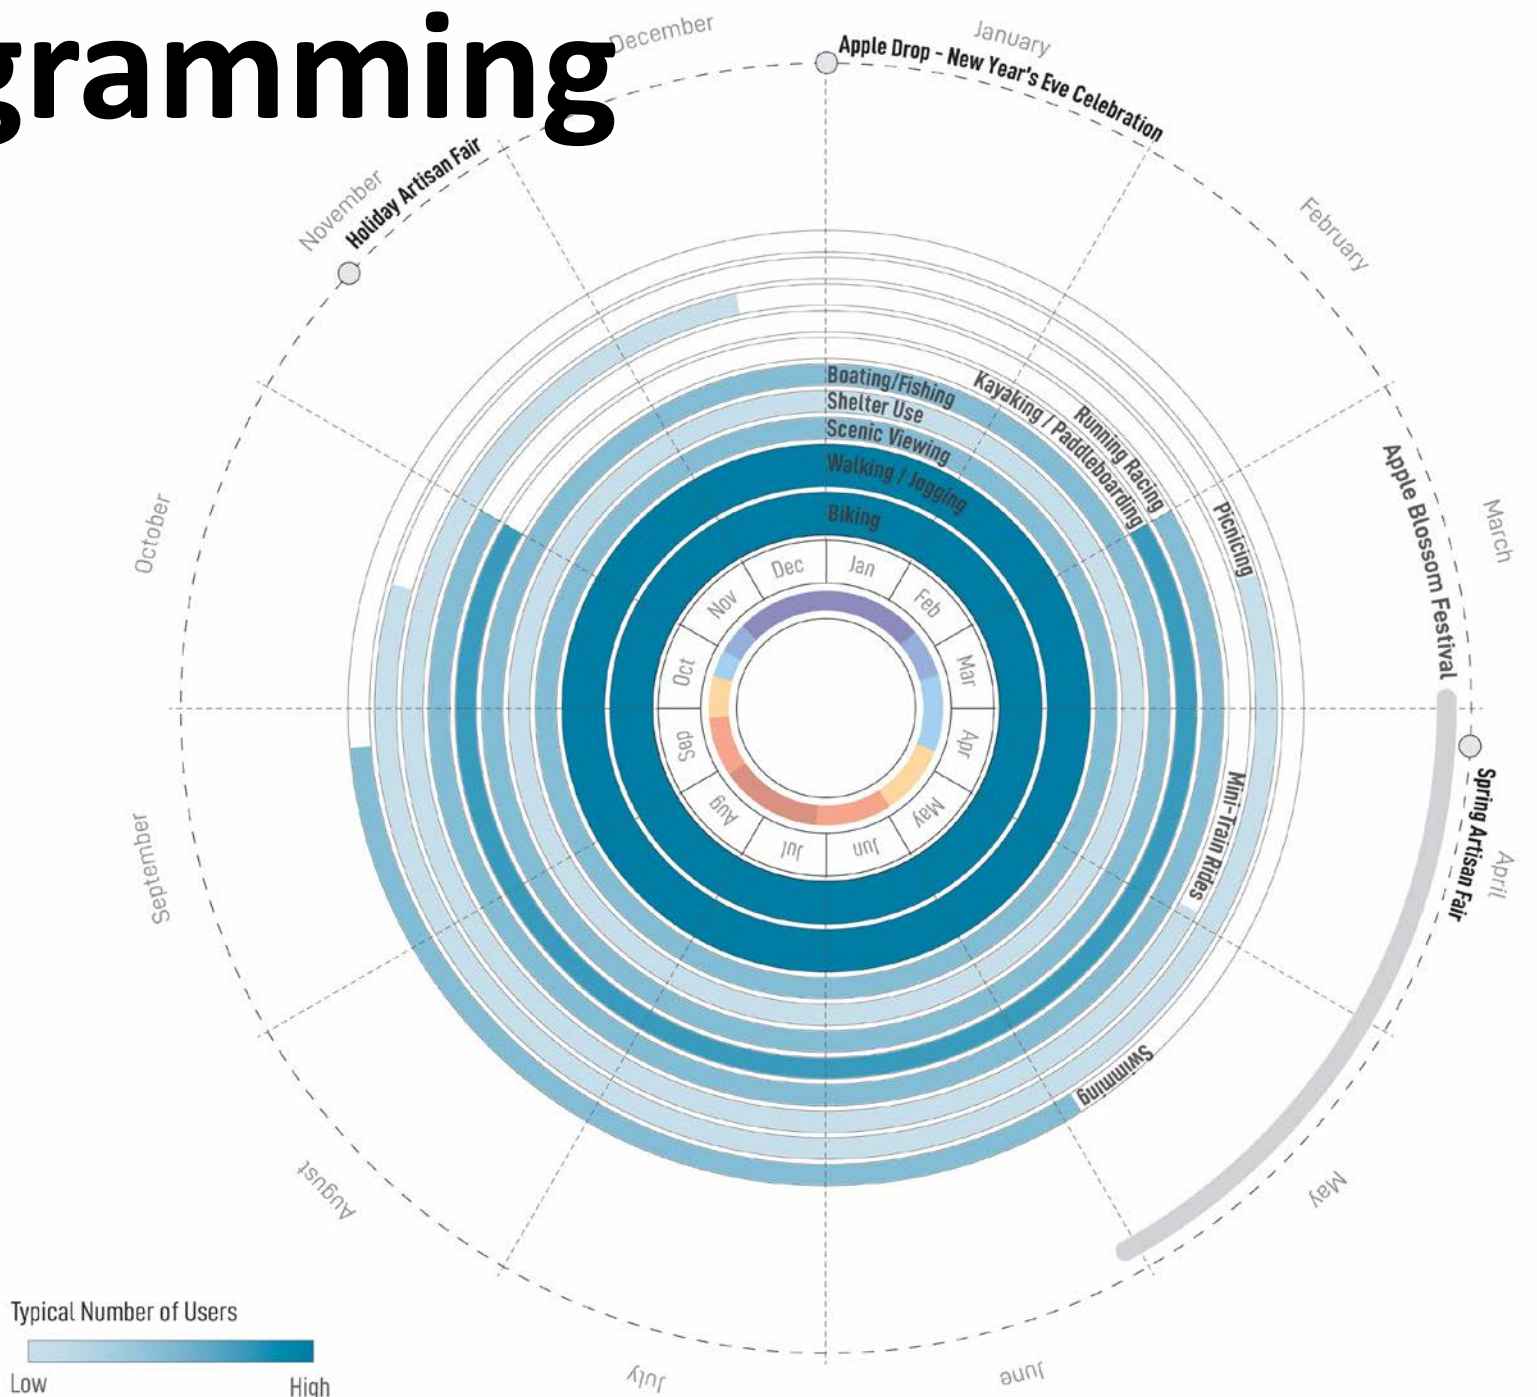 gramming
December
January
Apple Drop - New Year's Eve Celebration
November
Holiday Artisan Fair
February
March
Apple Blossom Festival
October
Boating/Fishing
Shelter Use
Scenic Viewing
Walking / Jogging
Biking
Kayaking / Paddleboarding
Running Racing
Picnicing
Mini-Train Rides
Swimming
Jan
Feb
Mar
Apr
May
Jun
Jul
Aug
Sep
Oct
Nov
Dec
Spring Artisan Fair
April
May
June
July
August
September
Typical Number of Users
Low
High